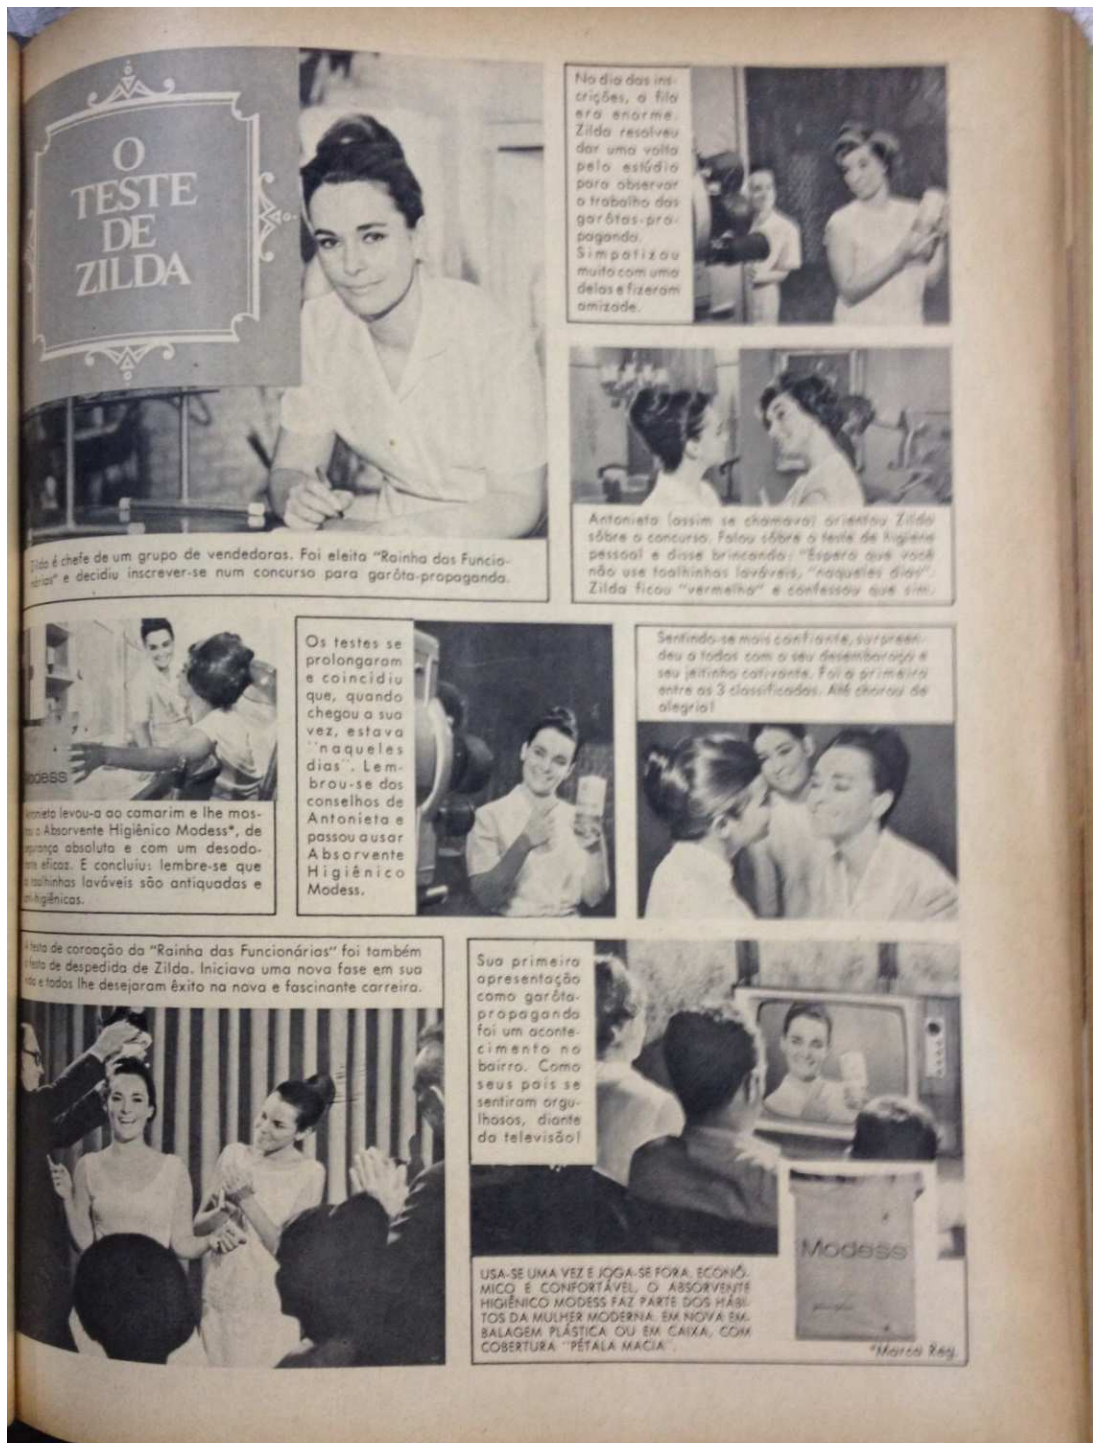 O
TESTE
DE
ZILDA
Zilda é chefe de um grupo de vendedoras. Foi eleita "Rainha das Funcio-
nárias" e decidiu inscrever-se num concurso para garôta-propaganda.
No dia das ins-
crições, a fila
era enorme.
Zilda resolveu
dar uma volta
pelo estúdio
para observar
o trabalho das
garôtas-pro-
paganda.
Simpatizou
muito com uma
delas e fizeram
amizade.
Antonieta (assim se chamava) orientou Zilda
sôbre o concurso. Falou sôbre o teste de higiene
pessoal e disse brincando: "Espero que você
não use toalhinhas laváveis, "naqueles dias".
Zilda ficou "vermelha" e confessou que sim.
Modess
Antonieta levou-a ao camarim e lhe mos-
trou o Absorvente Higiênico Modess*, de
segurança absoluta e com um desodo-
rante eficaz. E concluiu: lembre-se que
as toalhinhas laváveis são antiquadas e
anti-higiênicas.
Os testes se
prolongaram
e coincidiu
que, quando
chegou a sua
vez, estava
"naqueles
dias". Lem-
brou-se dos
conselhos de
Antonieta e
passou a usar
Absorvente
Higiênico
Modess.
Sentindo-se mais confiante, surpreen-
deu a todos com o seu desembaraço e
seu jeitinho cativante. Foi a primeira
entre as 3 classificadas. Até chorou de
alegria!
A festa de coroação da "Rainha das Funcionárias" foi também
a festa de despedida de Zilda. Iniciava uma nova fase em sua
vida e todos lhe desejaram êxito na nova e fascinante carreira.
Sua primeira
apresentação
como garôta-
propaganda
foi um aconte-
cimento no
bairro. Como
seus pais se
sentiram orgu-
lhosos, diante
da televisão!
Modess
USA-SE UMA VEZ E JOGA-SE FORA. ECONÔ-
MICO E CONFORTÁVEL, O ABSORVENTE
HIGIÊNICO MODESS FAZ PARTE DOS HÁBI-
TOS DA MULHER MODERNA. EM NOVA EM-
BALAGEM PLÁSTICA OU EM CAIXA, COM
COBERTURA "PÉTALA MACIA".
*Marca Reg.